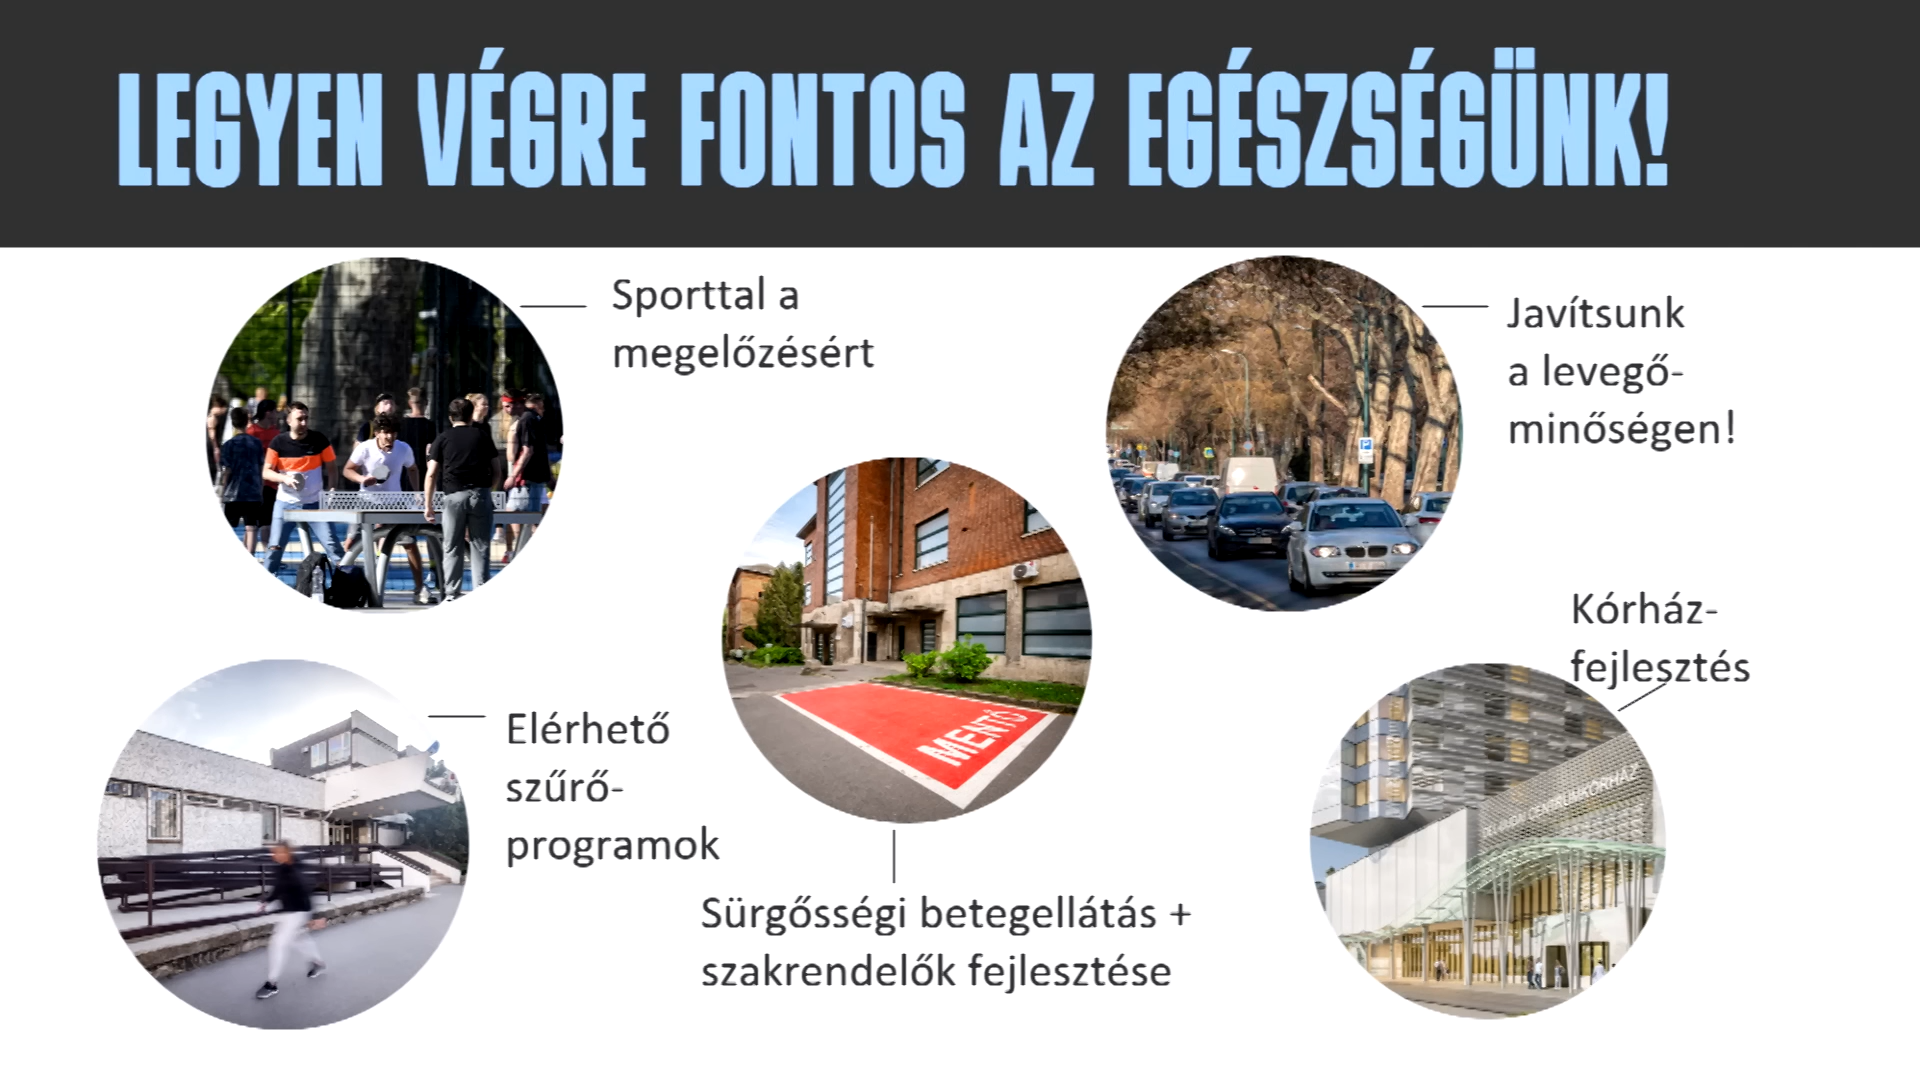 LEGYEN VÉGRE FONTOS AZ EGÉSZSÉGÜNK!
Sporttal a
megelőzésért
Javítsunk
a levegő-
minőségen!
Kórház-
fejlesztés
Elérhető
szűrő-
programok
MENTŐ
CENTRUMKÓRHÁZ
Sürgősségi betegellátás +
szakrendelők fejlesztése